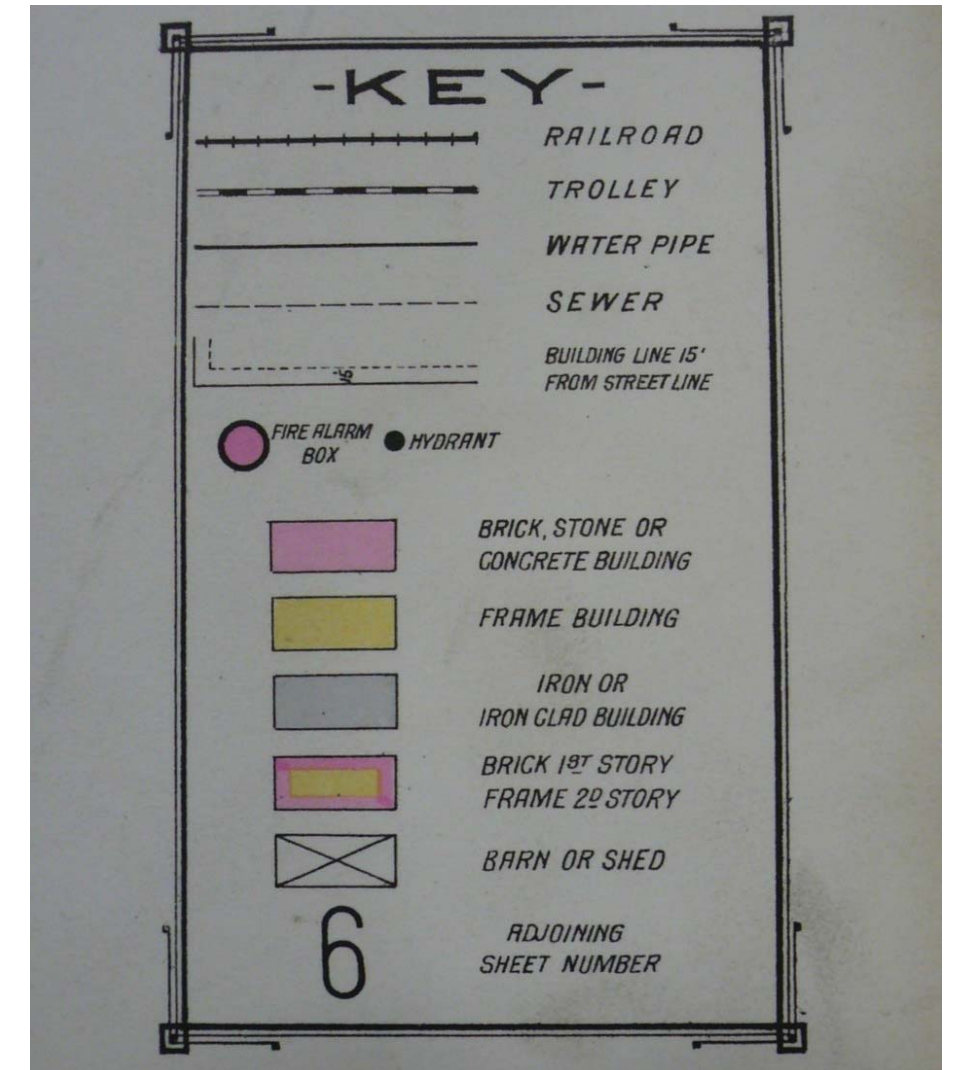 -KEY-
RAILROAD
TROLLEY
WATER PIPE
SEWER
BUILDING LINE 15'
FROM STREET LINE
15'
FIRE ALARM
BOX
HYDRANT
BRICK, STONE OR
CONCRETE BUILDING
FRAME BUILDING
IRON OR
IRON CLAD BUILDING
BRICK 1ST STORY
FRAME 2D STORY
BARN OR SHED
6
ADJOINING
SHEET NUMBER